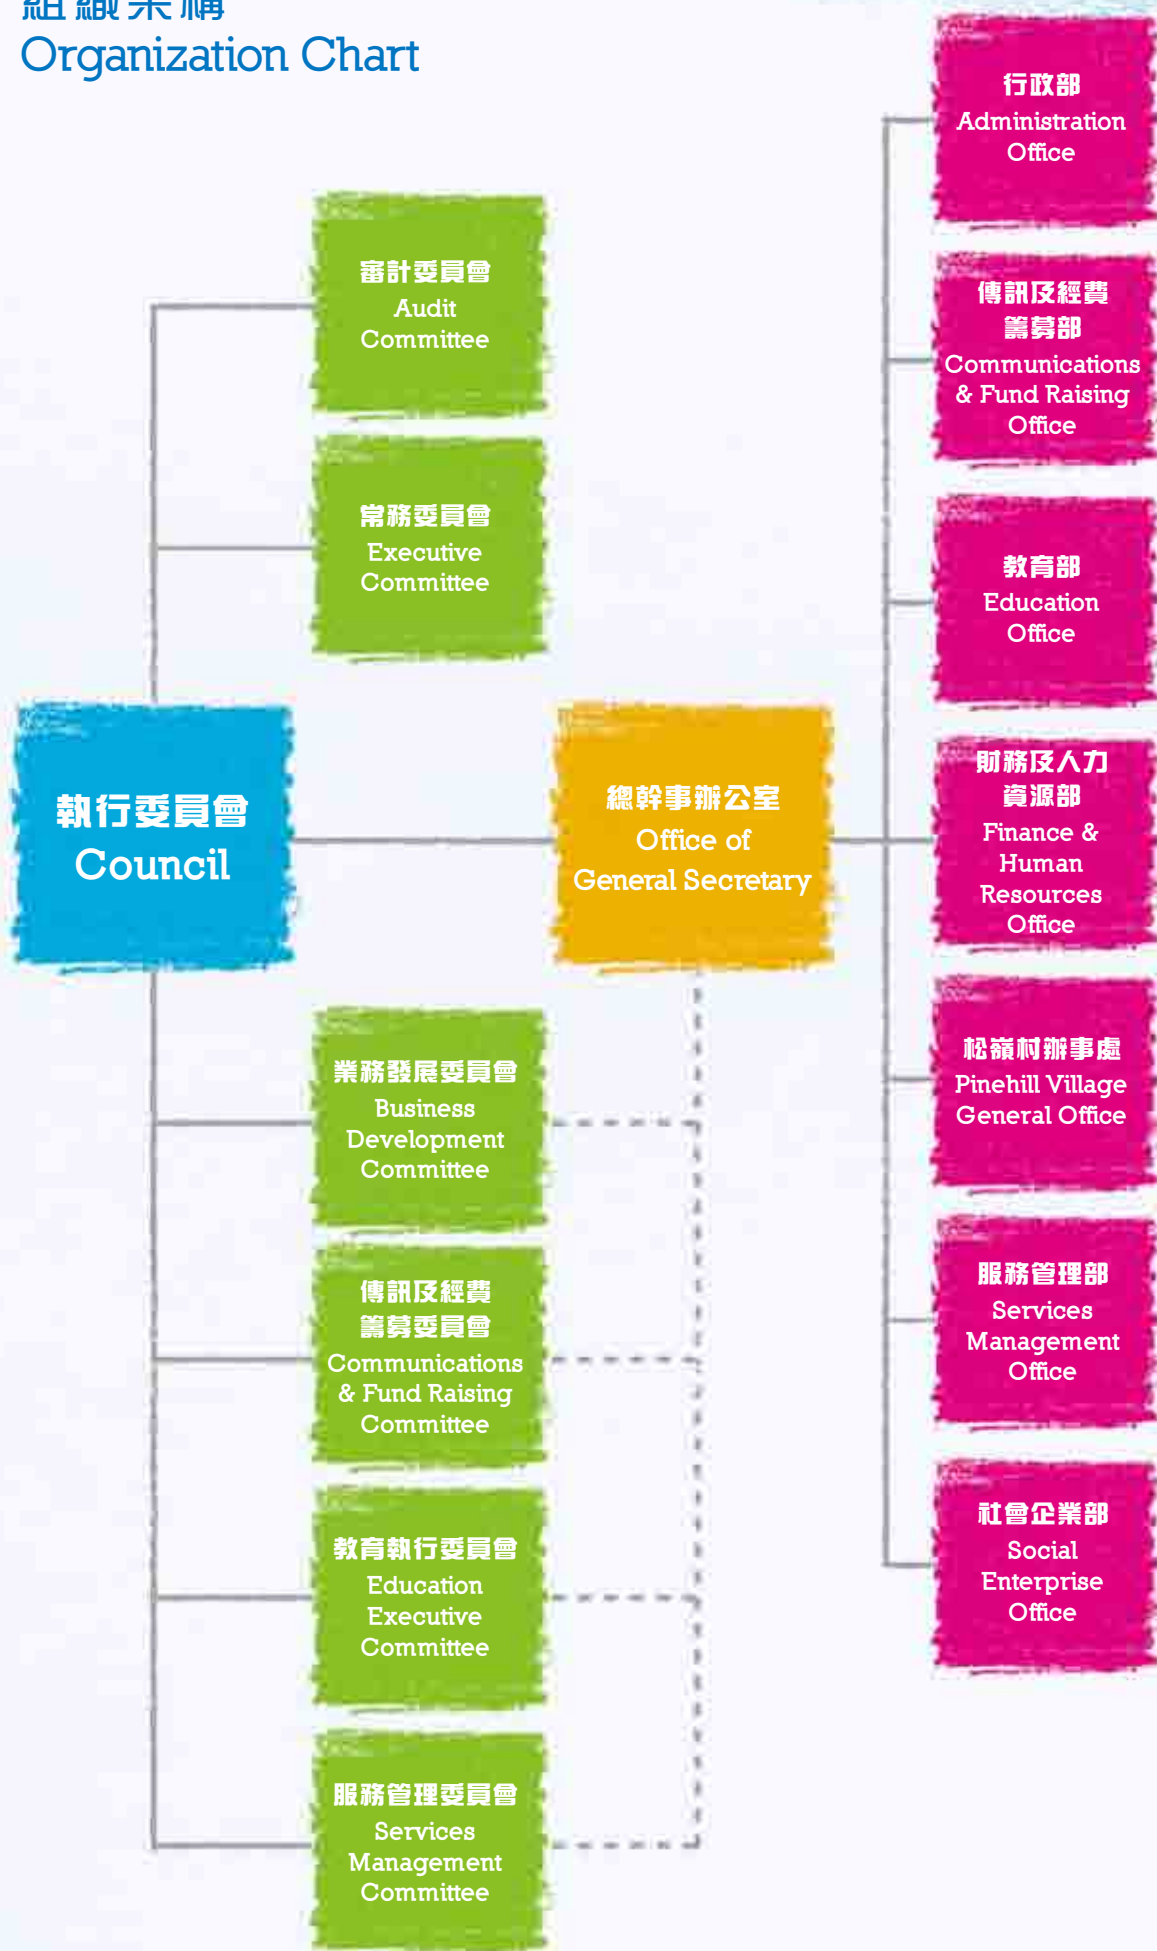 組織架構
Organization Chart
審計委員會
Audit
Committee
常務委員會
Executive
Committee
執行委員會
Council
總幹事辦公室
Office of
General Secretary
業務發展委員會
Business
Development
Committee
傳訊及經費
籌募委員會
Communications
& Fund Raising
Committee
教育執行委員會
Education
Executive
Committee
服務管理委員會
Services
Management
Committee
行政部
Administration
Office
傳訊及經費
籌募部
Communications
& Fund Raising
Office
教育部
Education
Office
財務及人力
資源部
Finance &
Human
Resources
Office
松嶺村辦事處
Pinehill Village
General Office
服務管理部
Services
Management
Office
社會企業部
Social
Enterprise
Office